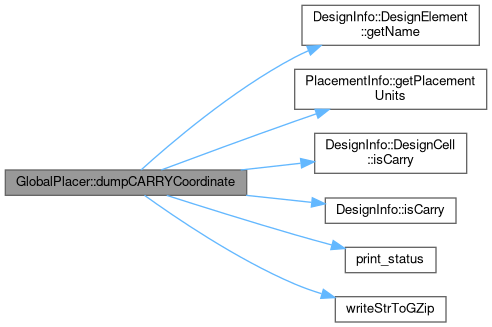 DesignInfo::DesignElement
::getName
PlacementInfo::getPlacement
Units
DesignInfo::DesignCell
::isCarry
GlobalPlacer::dumpCARRYCoordinate
DesignInfo::isCarry
print_status
writeStrToGZip